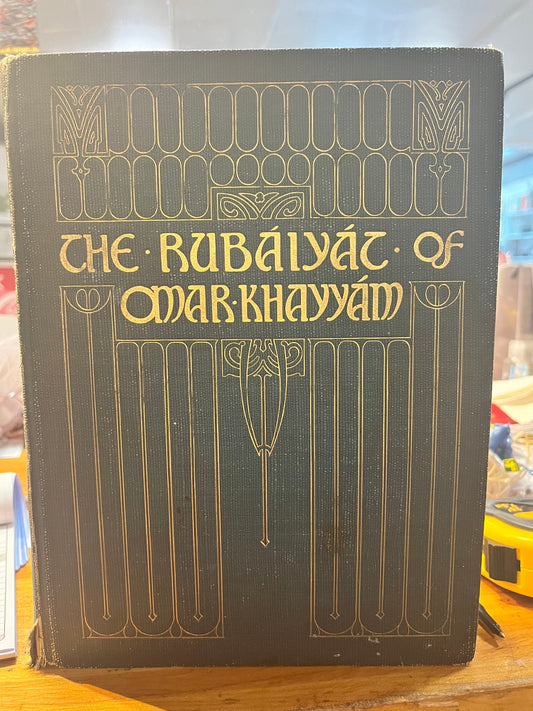 THE · RUBÁIYÁT · OF
OMAR · KHAYYÁM